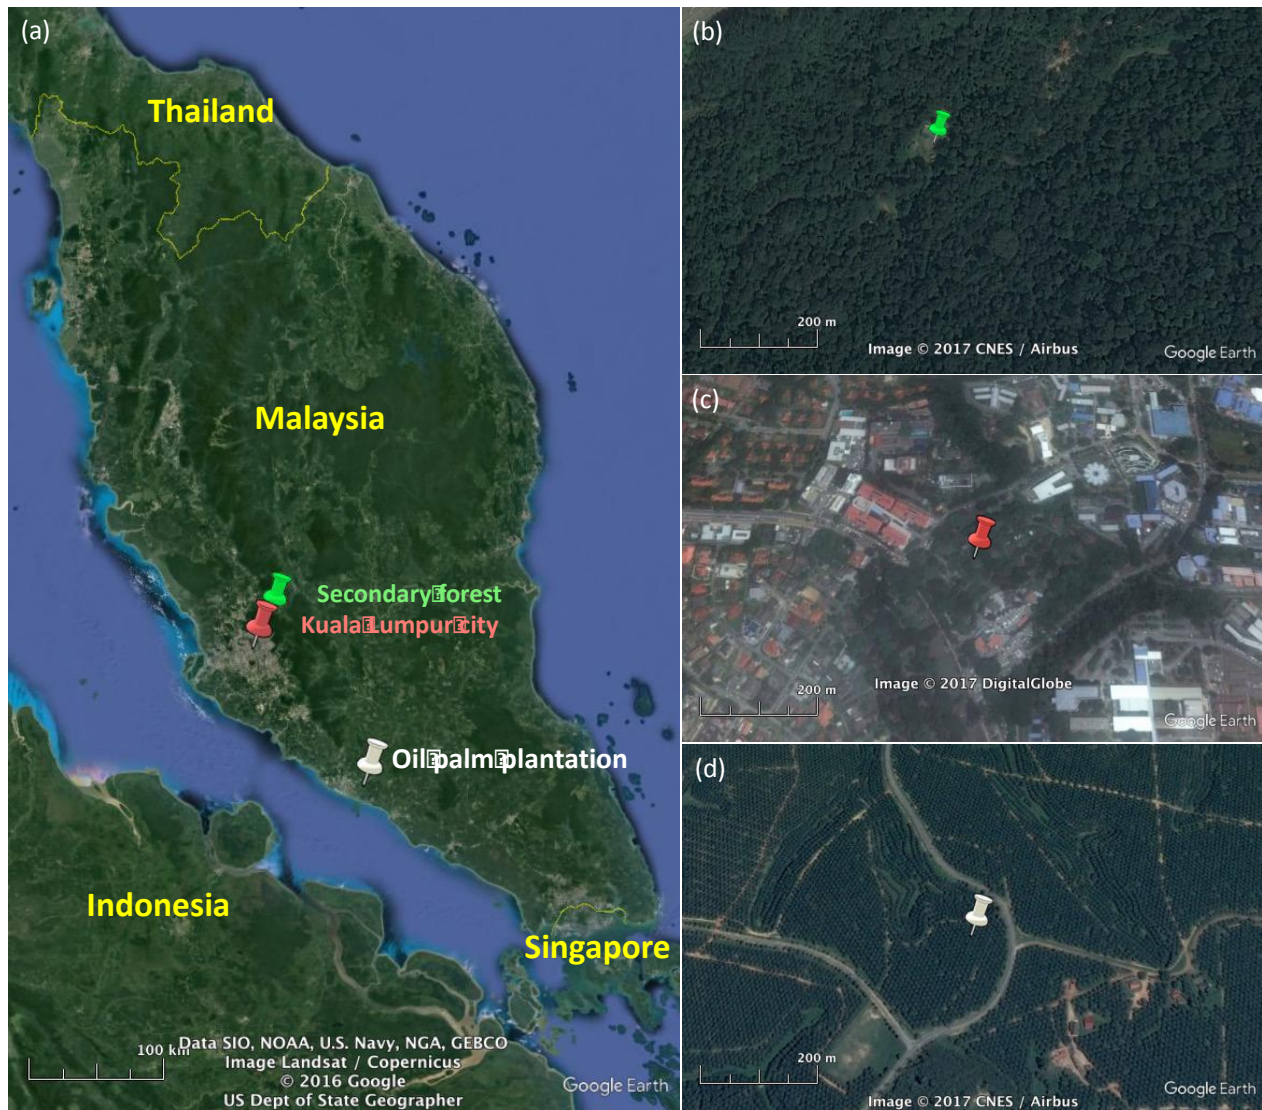 (a)
Thailand
Malaysia
Secondary forest
Kuala Lumpur city
Oil palm plantation
Indonesia
Singapore
100 km
Data SIO, NOAA, U.S. Navy, NGA, GEBCO
Image Landsat / Copernicus
© 2016 Google
US Dept of State Geographer
Google Earth
(b)
200 m
Image © 2017 CNES / Airbus
Google Earth
(c)
200 m
Image © 2017 DigitalGlobe
Google Earth
(d)
200 m
Image © 2017 CNES / Airbus
Google Earth